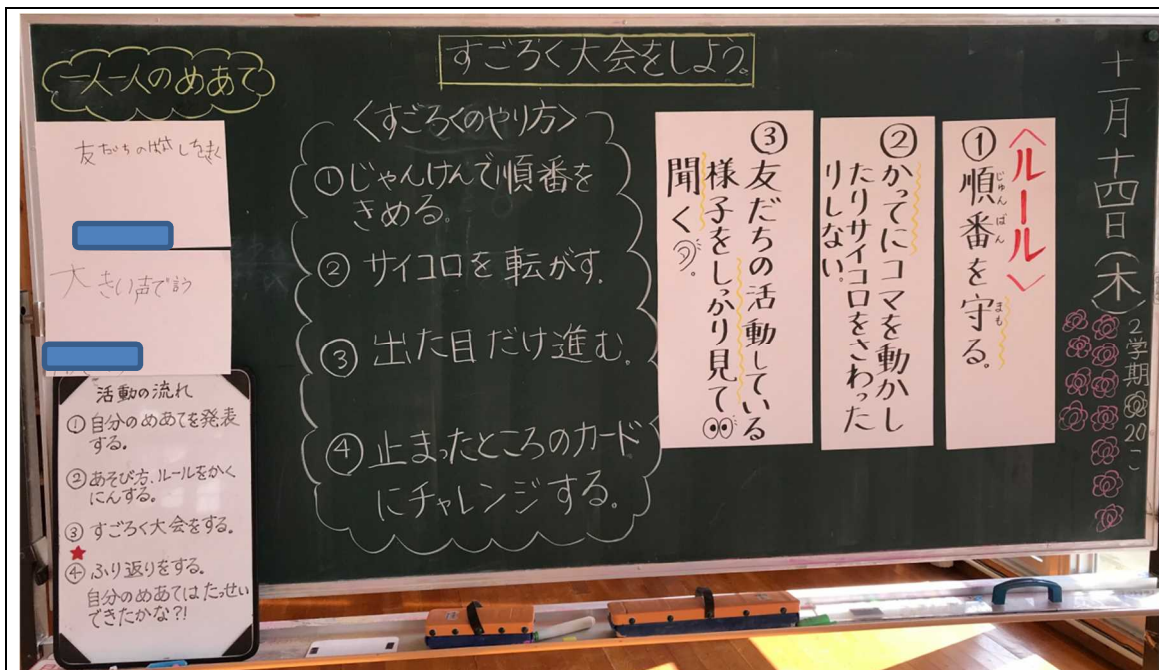 すごろく大会をしよう。
十一月十四日(木)
2学期 20こ
〈ルール〉
①順番を守る。
じゅんばん
まも
②かってにコマを動かし
たりサイコロをさわった
りしない。
③友だちの活動している
様子をしっかり見て
聞く。
〈すごろくのやり方〉
①じゃんけんで順番を
きめる。
②サイコロを転がす。
③出た目だけ進む。
④止まったところのカード
にチャレンジする。
一人一人のめあて
友だちの話しをきく
大きい声で言う
活動の流れ
①自分のめあてを発表
する。
②あそび方、ルールをかく
にんする。
③すごろく大会をする。
④ふり返りをする。
自分のめあてはたっせい
できたかな?!